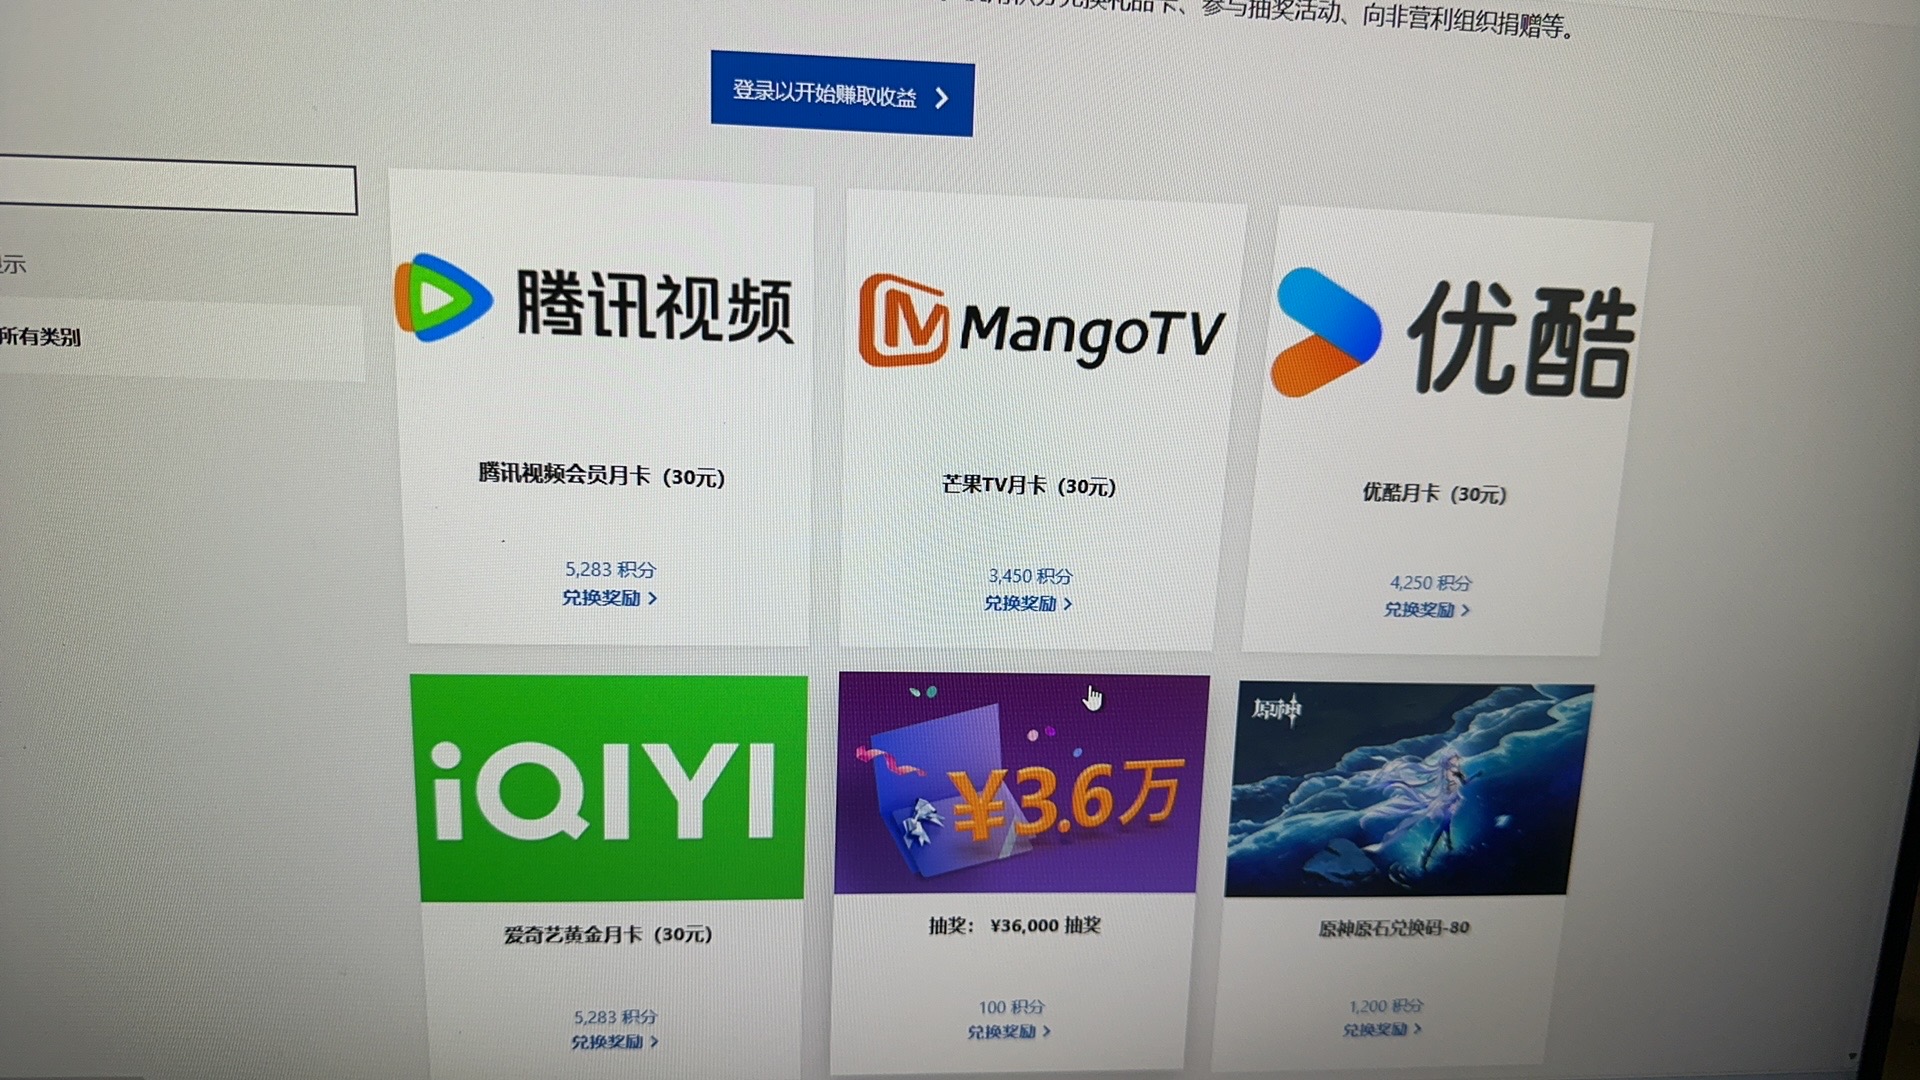 参与抽奖活动、向非营利组织捐赠等。
登录以开始赚取收益
示
所有类别
腾讯视频
MangoTV
优酷
腾讯视频会员月卡（30元）
芒果TV月卡（30元）
优酷月卡（30元）
5,283 积分
兑换奖励
3,450 积分
兑换奖励
4,250 积分
兑换奖励
iQIYI
¥3.6万
原神
爱奇艺黄金月卡（30元）
抽奖： ¥36,000 抽奖
原神原石兑换码-80
5,283 积分
兑换奖励
100 积分
兑换奖励
1,200 积分
兑换奖励